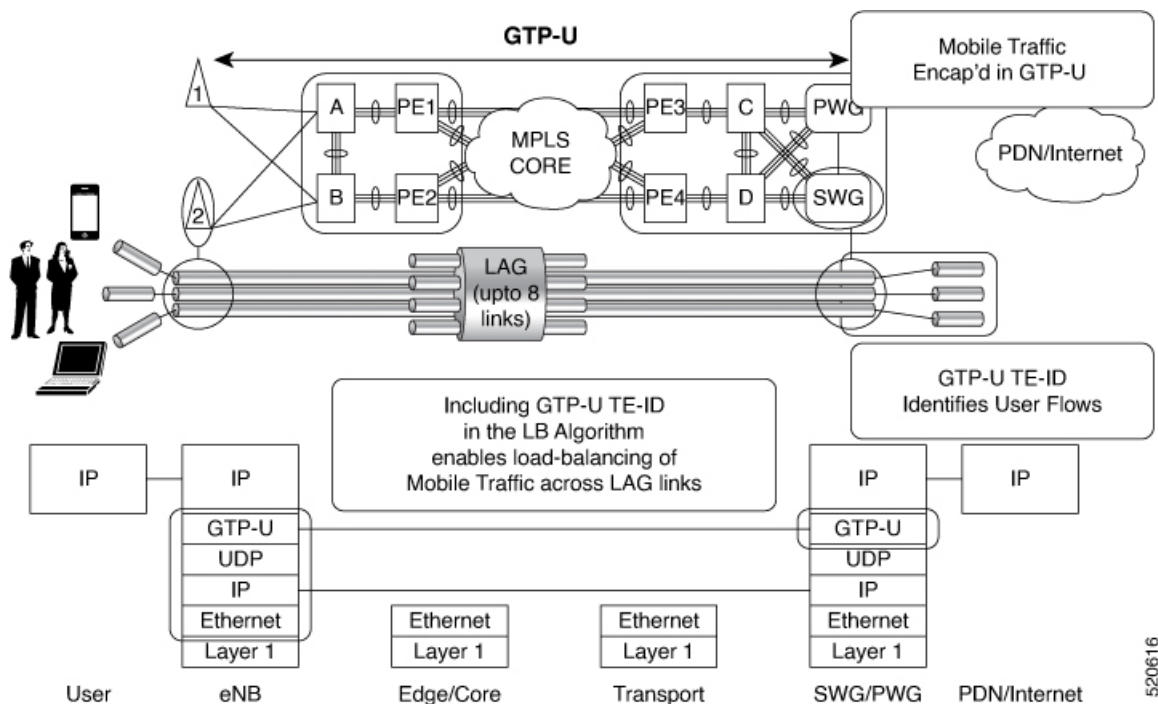 GTP-U
Mobile Traffic
Encap'd in GTP-U
1
A
PE1
MPLS
CORE
PE3
C
PWG
PDN/Internet
2
B
PE2
PE4
D
SWG
LAG
(upto 8
links)
GTP-U TE-ID
Identifies User Flows
Including GTP-U TE-ID
in the LB Algorithm
enables load-balancing of
Mobile Traffic across LAG links
IP
IP
IP
IP
GTP-U
GTP-U
UDP
UDP
IP
IP
Ethernet
Ethernet
Ethernet
Ethernet
Layer 1
Layer 1
Layer 1
Layer 1
User
eNB
Edge/Core
Transport
SWG/PWG
PDN/Internet
520616